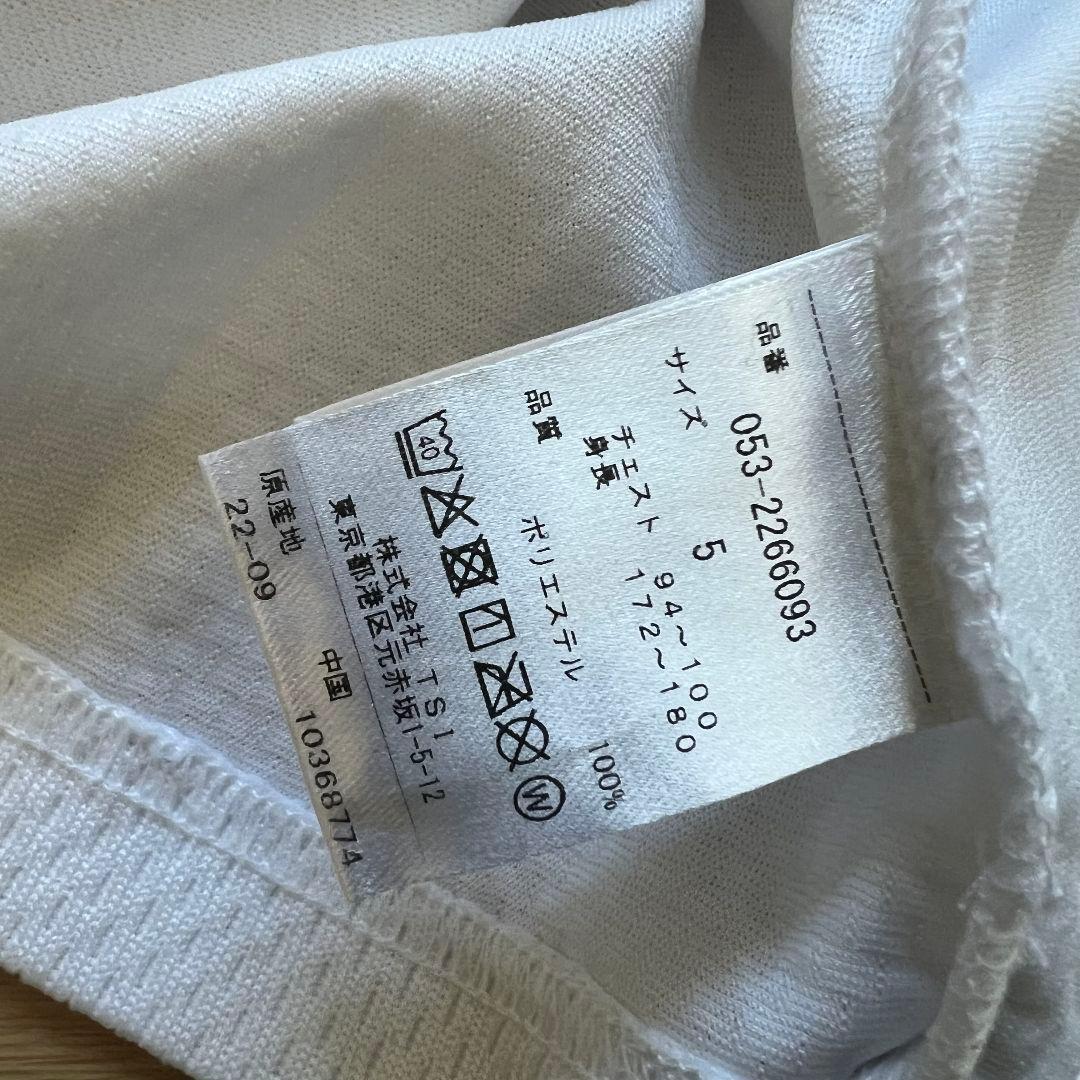 品番 053-2266093
サイズ 5
チェスト 94~100
身長 172~180
品質 ポリエステル 100%
40
W
株式会社 TSI
東京都港区元赤坂1-5-12
原産地 中国
22-09 10368774